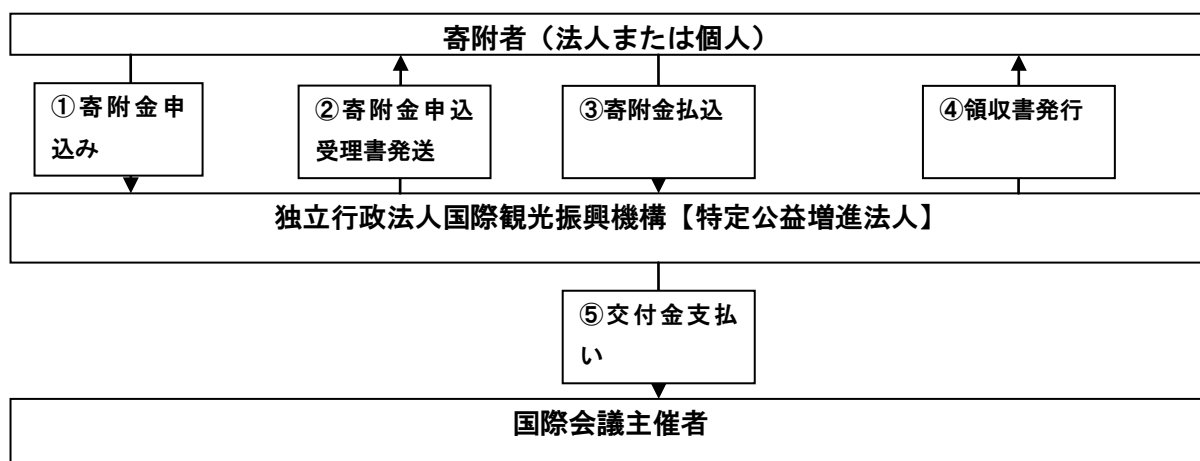 寄附者（法人または個人）
①寄附金申
込み
②寄附金申込
受理書発送
③寄附金払込
④領収書発行
独立行政法人国際観光振興機構【特定公益増進法人】
⑤交付金支払
い
国際会議主催者